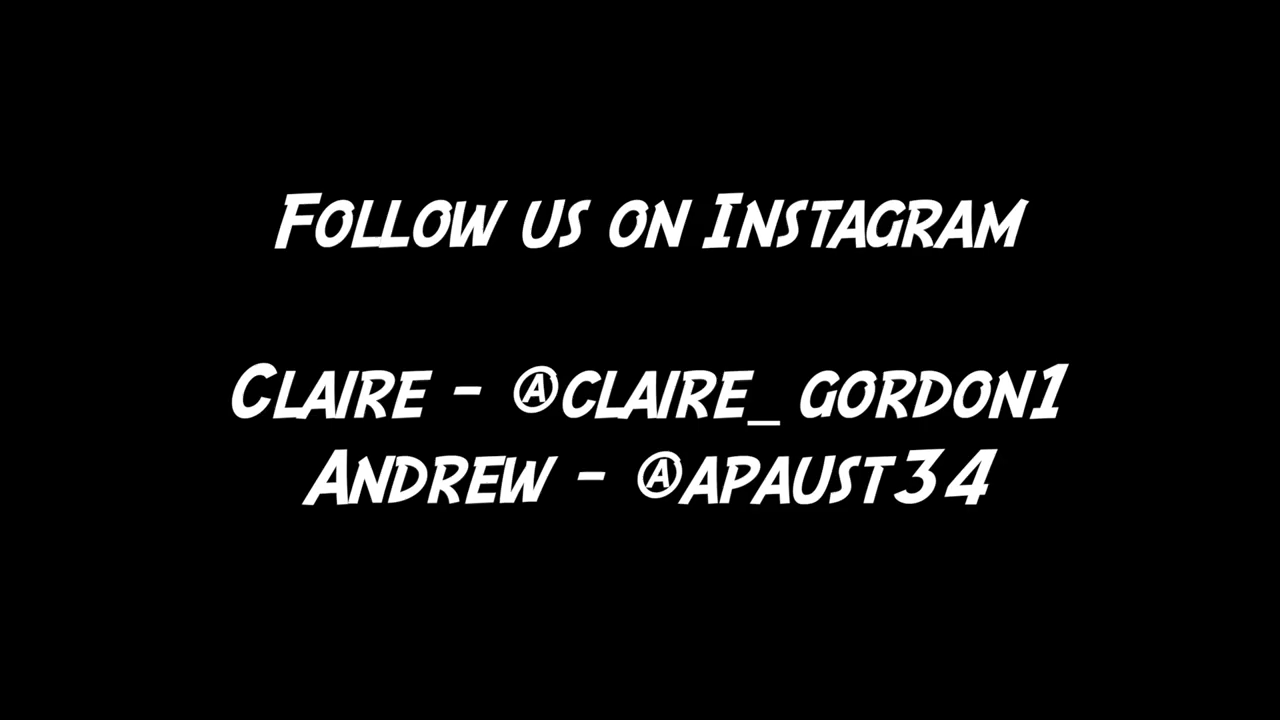 Follow us on Instagram
Claire - @claire_gordon1
Andrew - @apaust34